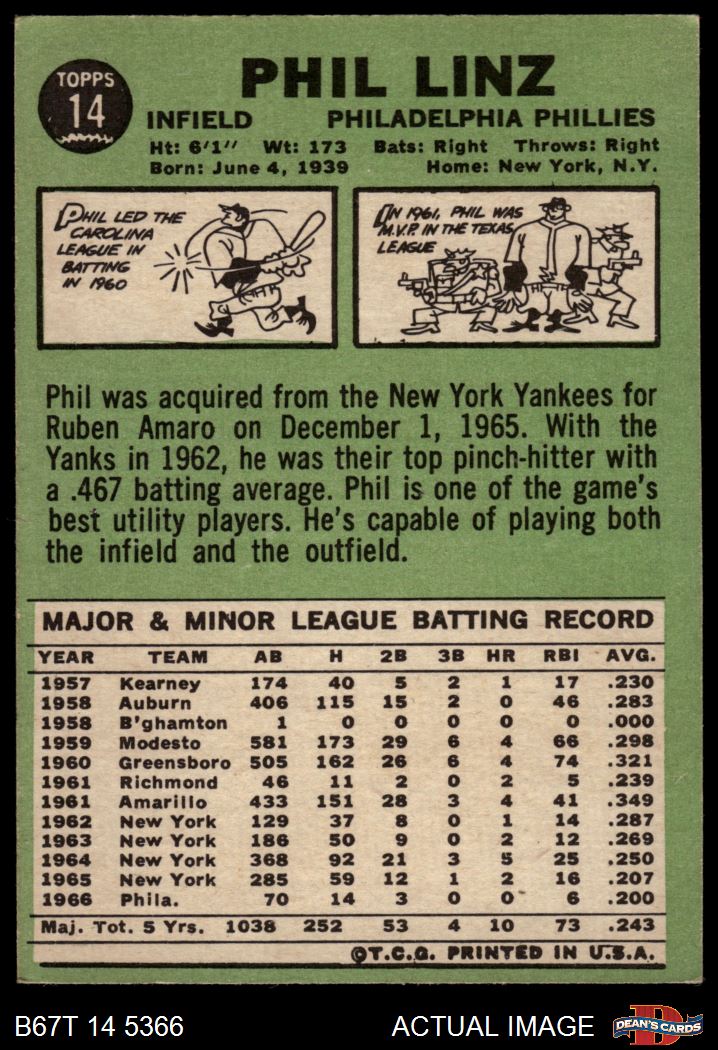 TOPPS
14
PHIL LINZ
INFIELD PHILADELPHIA PHILLIES
Ht: 6'1" Wt: 173 Bats: Right Throws: Right
Born: June 4, 1939 Home: New York, N.Y.
PHIL LED THE
CAROLINA
LEAGUE IN
BATTING
IN 1960
IN 1961, PHIL WAS
M.V.P. IN THE TEXAS
LEAGUE
Phil was acquired from the New York Yankees for
Ruben Amaro on December 1, 1965. With the
Yanks in 1962, he was their top pinch-hitter with
a .467 batting average. Phil is one of the game's
best utility players. He's capable of playing both
the infield and the outfield.
MAJOR & MINOR LEAGUE BATTING RECORD
YEAR TEAM AB H 2B 3B HR RBI AVG.
1957 Kearney 174 40 5 2 1 17 .230
1958 Auburn 406 115 15 2 0 46 .283
1958 B'ghamton 1 0 0 0 0 0 .000
1959 Modesto 581 173 29 6 4 66 .298
1960 Greensboro 505 162 26 6 4 74 .321
1961 Richmond 46 11 2 0 2 5 .239
1961 Amarillo 433 151 28 3 4 41 .349
1962 New York 129 37 8 0 1 14 .287
1963 New York 186 50 9 0 2 12 .269
1964 New York 368 92 21 3 5 25 .250
1965 New York 285 59 12 1 2 16 .207
1966 Phila. 70 14 3 0 0 6 .200
Maj. Tot. 5 Yrs. 1038 252 53 4 10 73 .243
©T.C.G. PRINTED IN U.S.A.
B67T 14 5366 ACTUAL IMAGE D DEAN'S CARDS